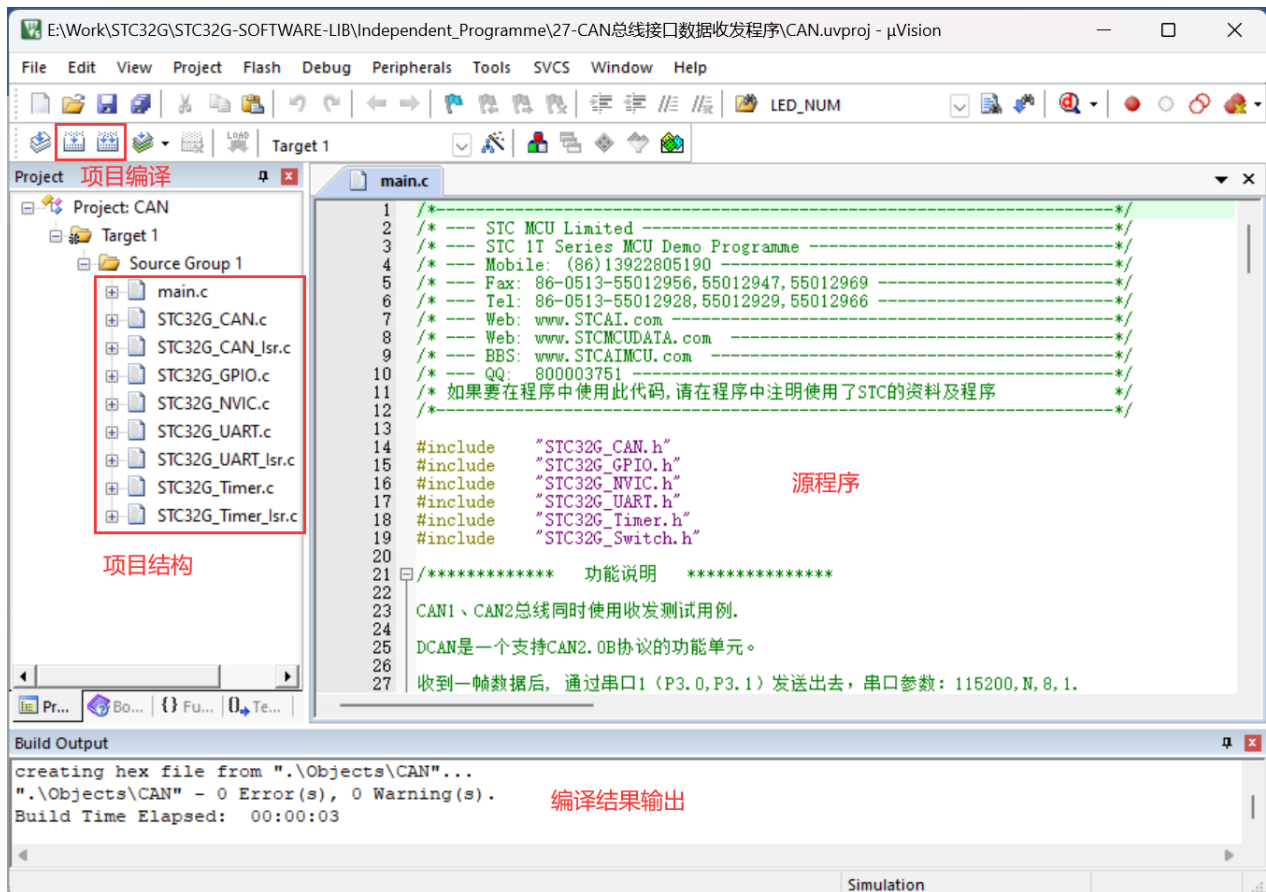 E:\Work\STC32G\STC32G-SOFTWARE-LIB\Independent_Programme\27-CAN总线接口数据收发程序\CAN.uvproj - µVision
File Edit View Project Flash Debug Peripherals Tools SVCS Window Help
LED_NUM
LOAD Target 1
Project 项目编译
main.c
Project: CAN
Target 1
Source Group 1
main.c
STC32G_CAN.c
STC32G_CAN_Isr.c
STC32G_GPIO.c
STC32G_NVIC.c
STC32G_UART.c
STC32G_UART_Isr.c
STC32G_Timer.c
STC32G_Timer_Isr.c
项目结构
Pr... Bo... {} Fu... 0 Te...
1 /*---------------------------------------------------------------------*/
2 /* --- STC MCU Limited ------------------------------------------------*/
3 /* --- STC 1T Series MCU Demo Programme -------------------------------*/
4 /* --- Mobile: (86)13922805190 ----------------------------------------*/
5 /* --- Fax: 86-0513-55012956,55012947,55012969 ------------------------*/
6 /* --- Tel: 86-0513-55012928,55012929,55012966 ------------------------*/
7 /* --- Web: www.STCAI.com ---------------------------------------------*/
8 /* --- Web: www.STCMCUDATA.com  ---------------------------------------*/
9 /* --- BBS: www.STCAIMCU.com  -----------------------------------------*/
10 /* --- QQ:  800003751 -------------------------------------------------*/
11 /* 如果要在程序中使用此代码,请在程序中注明使用了STC的资料及程序 */
12 /*---------------------------------------------------------------------*/
13
14 #include "STC32G_CAN.h"
15 #include "STC32G_GPIO.h"
16 #include "STC32G_NVIC.h"
17 #include "STC32G_UART.h"
18 #include "STC32G_Timer.h"
19 #include "STC32G_Switch.h"
源程序
20
21 /************* 功能说明 ***************
22
23 CAN1、CAN2总线同时使用收发测试用例.
24
25 DCAN是一个支持CAN2.0B协议的功能单元。
26
27 收到一帧数据后, 通过串口1（P3.0,P3.1）发送出去，串口参数：115200,N,8,1.
Build Output
creating hex file from ".\Objects\CAN"...
".\Objects\CAN" - 0 Error(s), 0 Warning(s).
Build Time Elapsed:  00:00:03
编译结果输出
Simulation